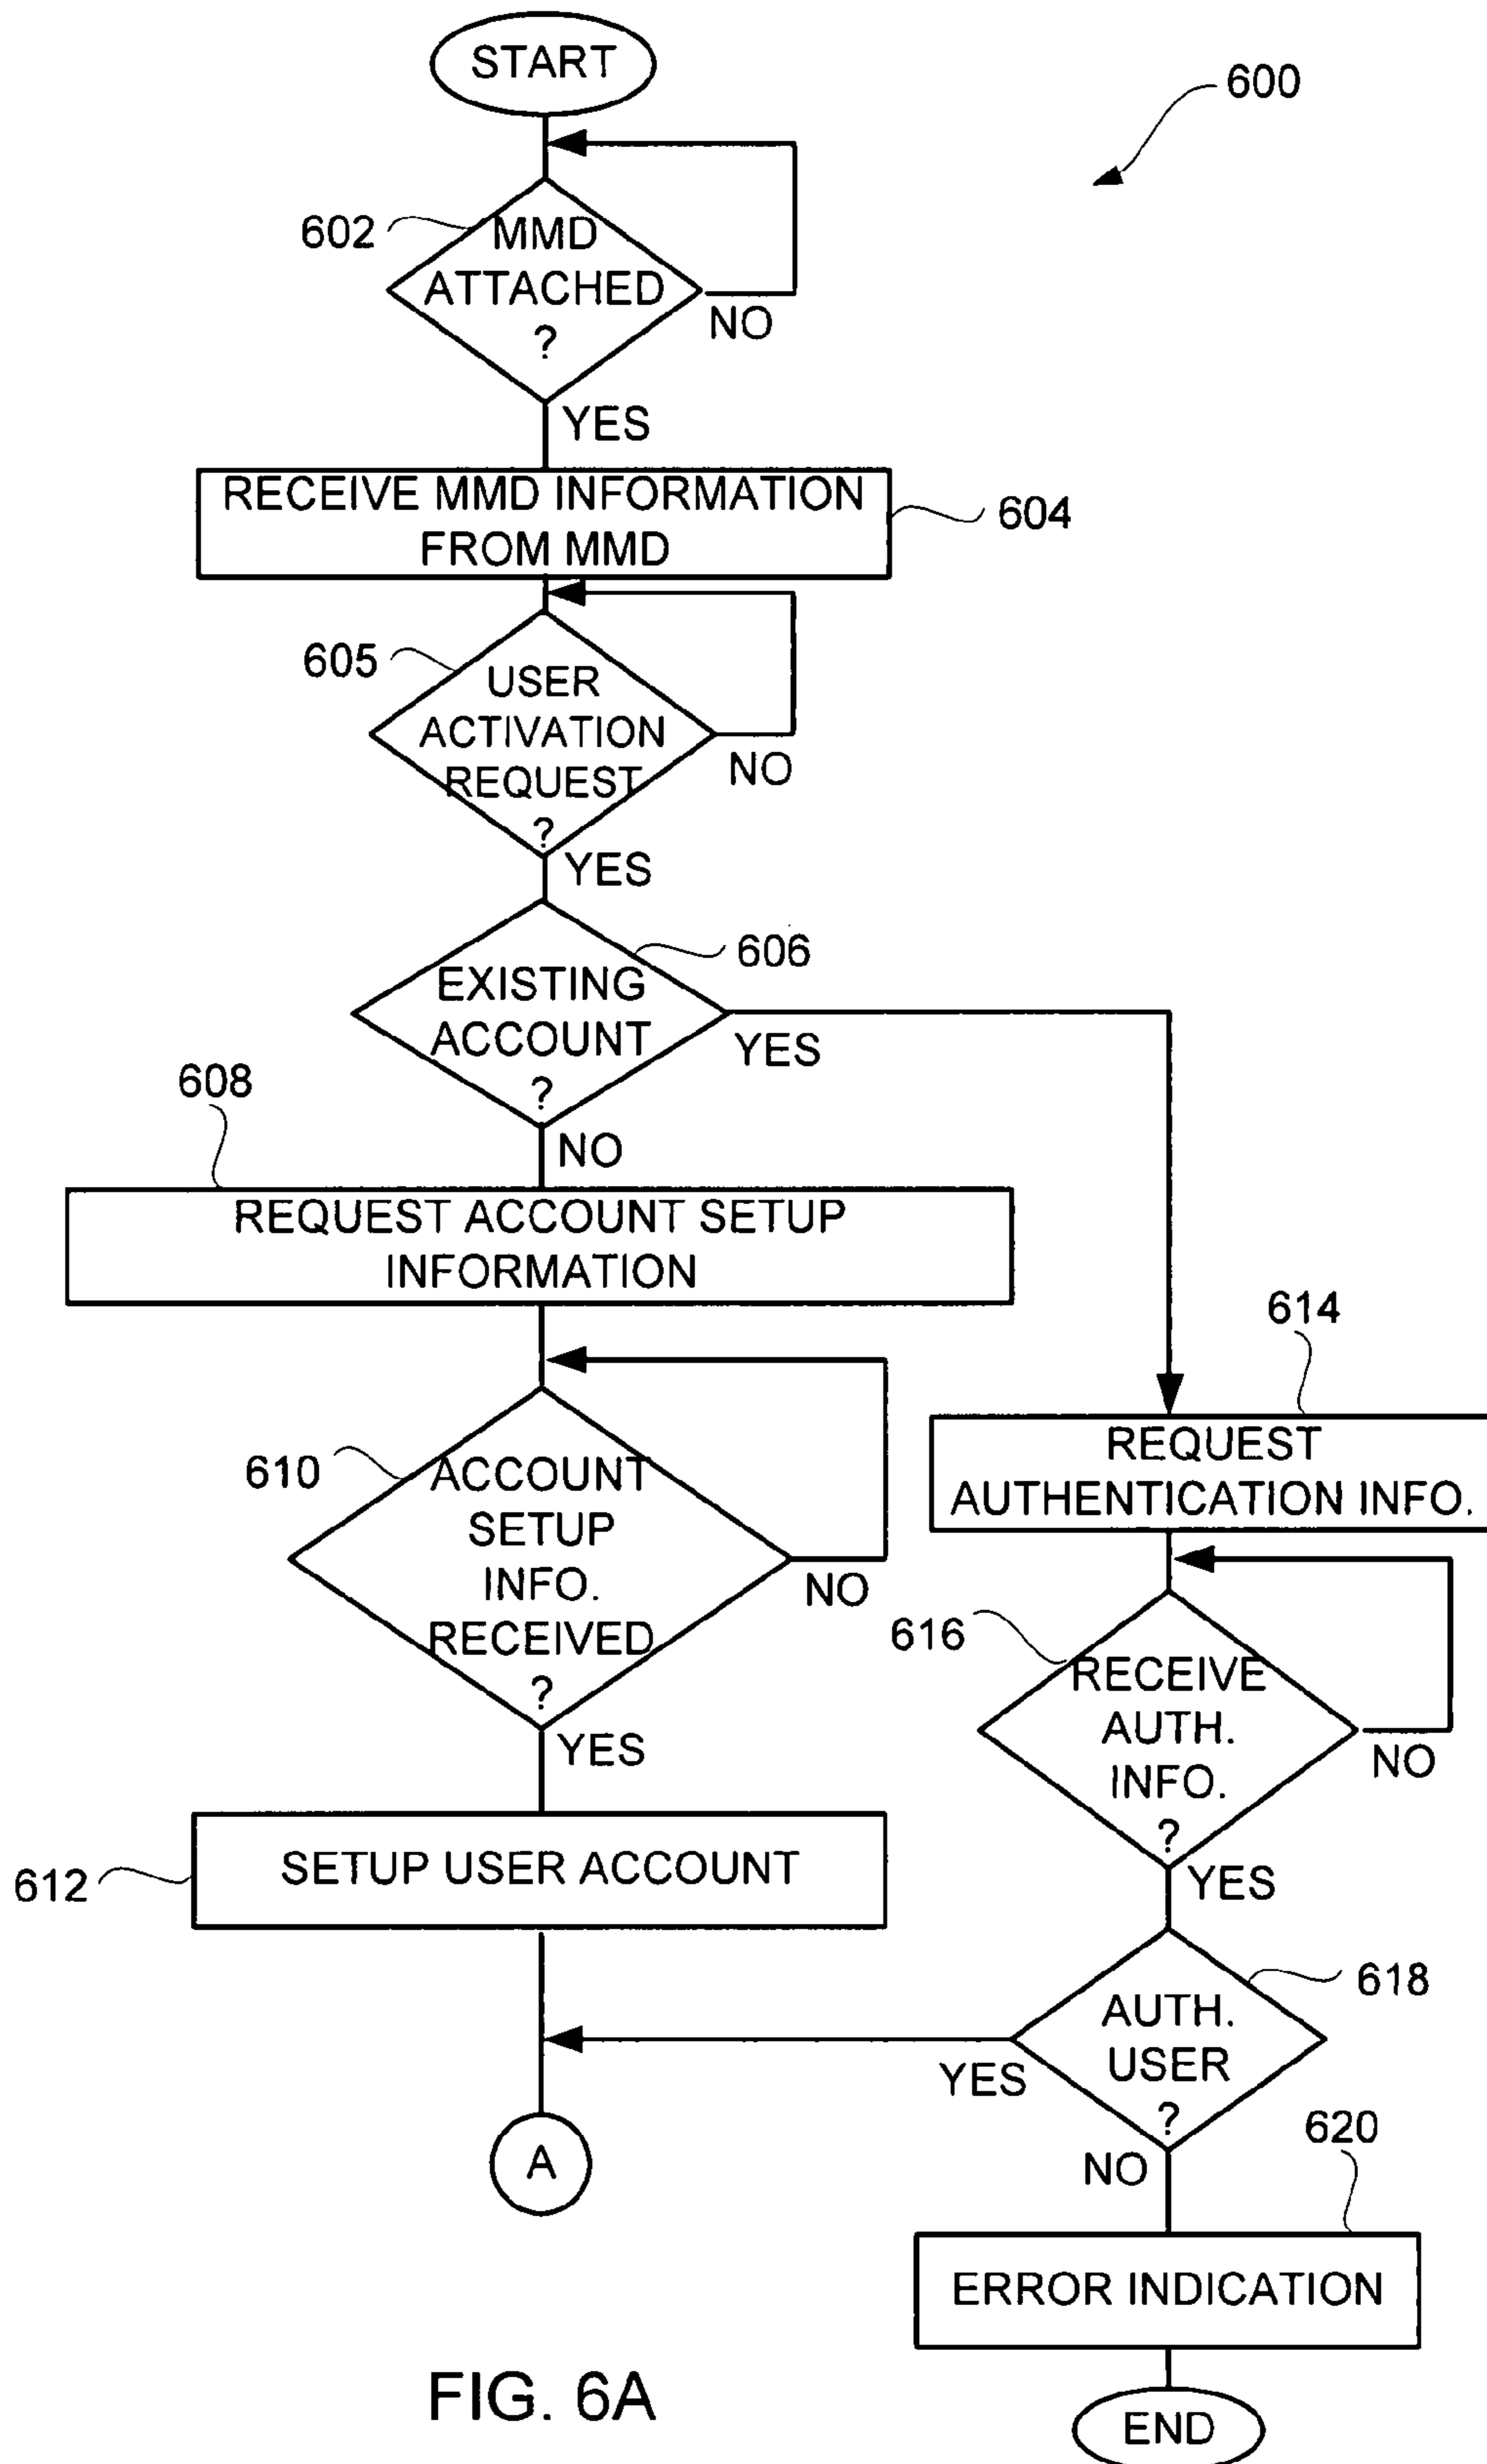 START
600
602
MMD
ATTACHED
?
NO
YES
RECEIVE MMD INFORMATION
FROM MMD
604
605
USER
ACTIVATION
REQUEST
?
NO
YES
606
EXISTING
ACCOUNT
?
YES
NO
608
REQUEST ACCOUNT SETUP
INFORMATION
610
ACCOUNT
SETUP
INFO.
RECEIVED
?
NO
YES
612
SETUP USER ACCOUNT
A
614
REQUEST
AUTHENTICATION INFO.
616
RECEIVE
AUTH.
INFO.
?
NO
YES
618
AUTH.
USER
?
YES
NO
620
ERROR INDICATION
END
FIG. 6A